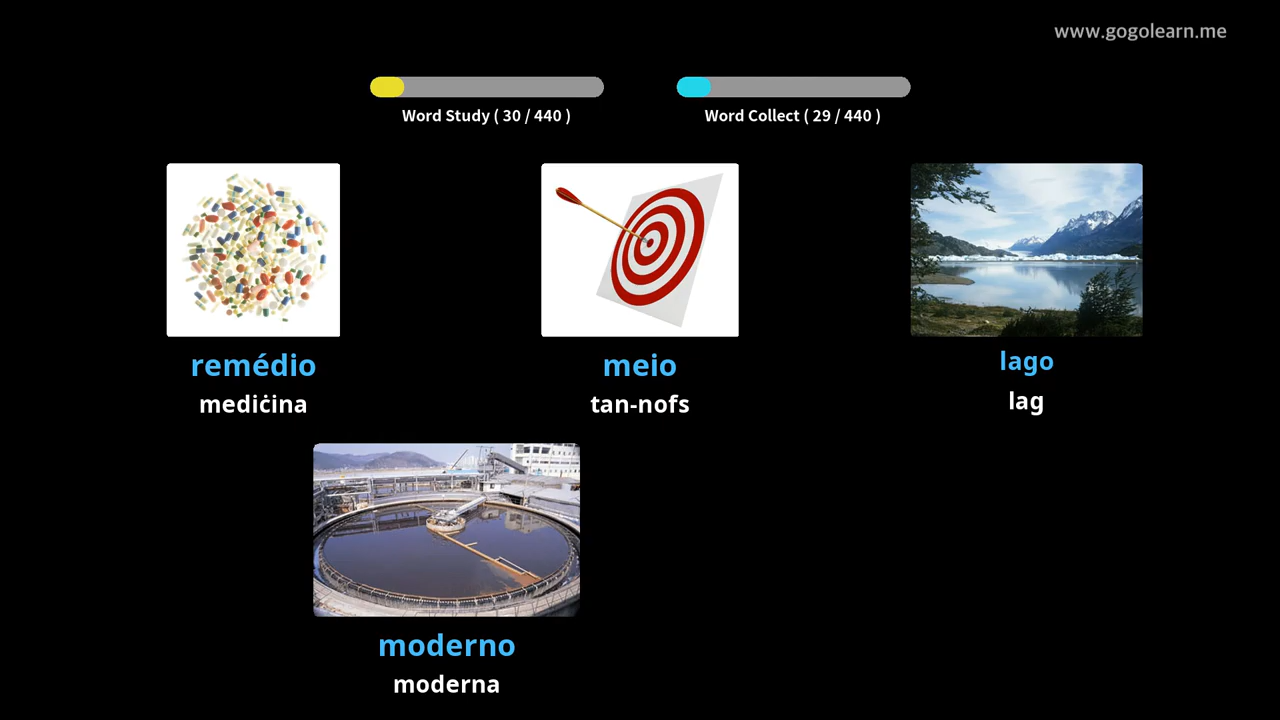 www.gogolearn.me
Word Study ( 30 / 440 )
Word Collect ( 29 / 440 )
remédio
mediċina
meio
tan-nofs
lago
lag
moderno
moderna